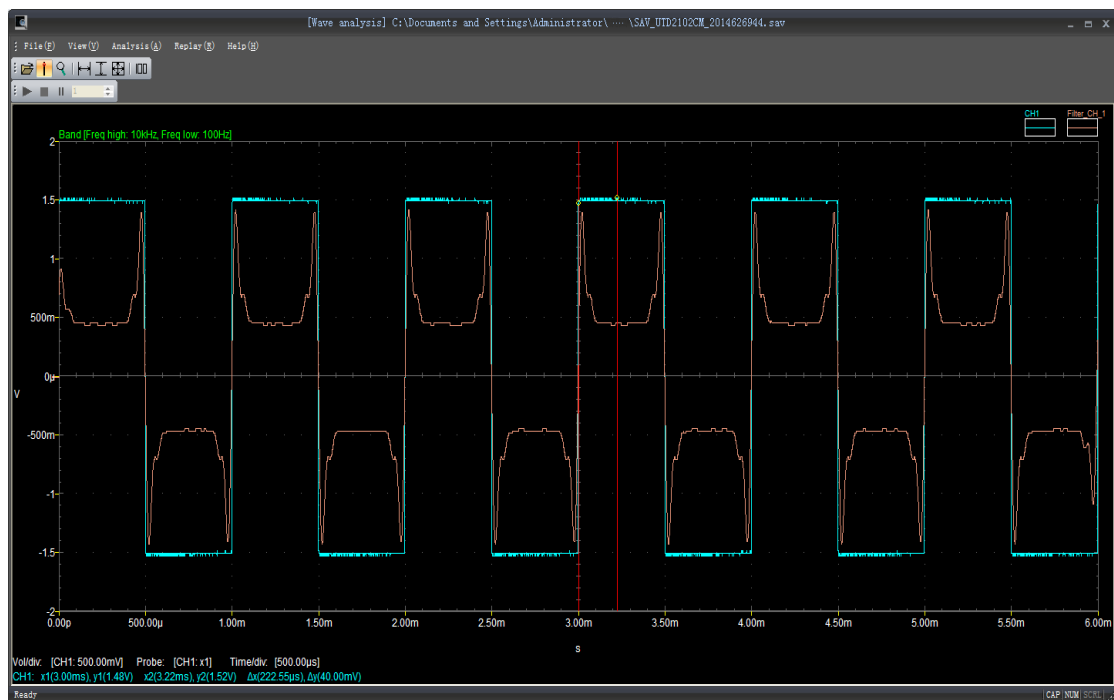 [Wave analysis] C:\Documents and Settings\Administrator\ ···· \SAV_UTD2102CM_2014626944.sav
File(F) View(V) Analysis(A) Replay(R) Help(H)
1
CH1 Filter_CH_1
Band [Freq high: 10kHz, Freq low: 100Hz]
2
1.5
1
500m
0μ
V
-500m
-1
-1.5
-2
0.00p 500.00μ 1.00m 1.50m 2.00m 2.50m 3.00m 3.50m 4.00m 4.50m 5.00m 5.50m 6.00m
s
Vol/div: [CH1: 500.00mV] Probe: [CH1: x1] Time/div: [500.00μs]
CH1: x1(3.00ms), y1(1.48V) x2(3.22ms), y2(1.52V) Δx(222.55μs), Δy(40.00mV)
Ready CAP NUM SCRL